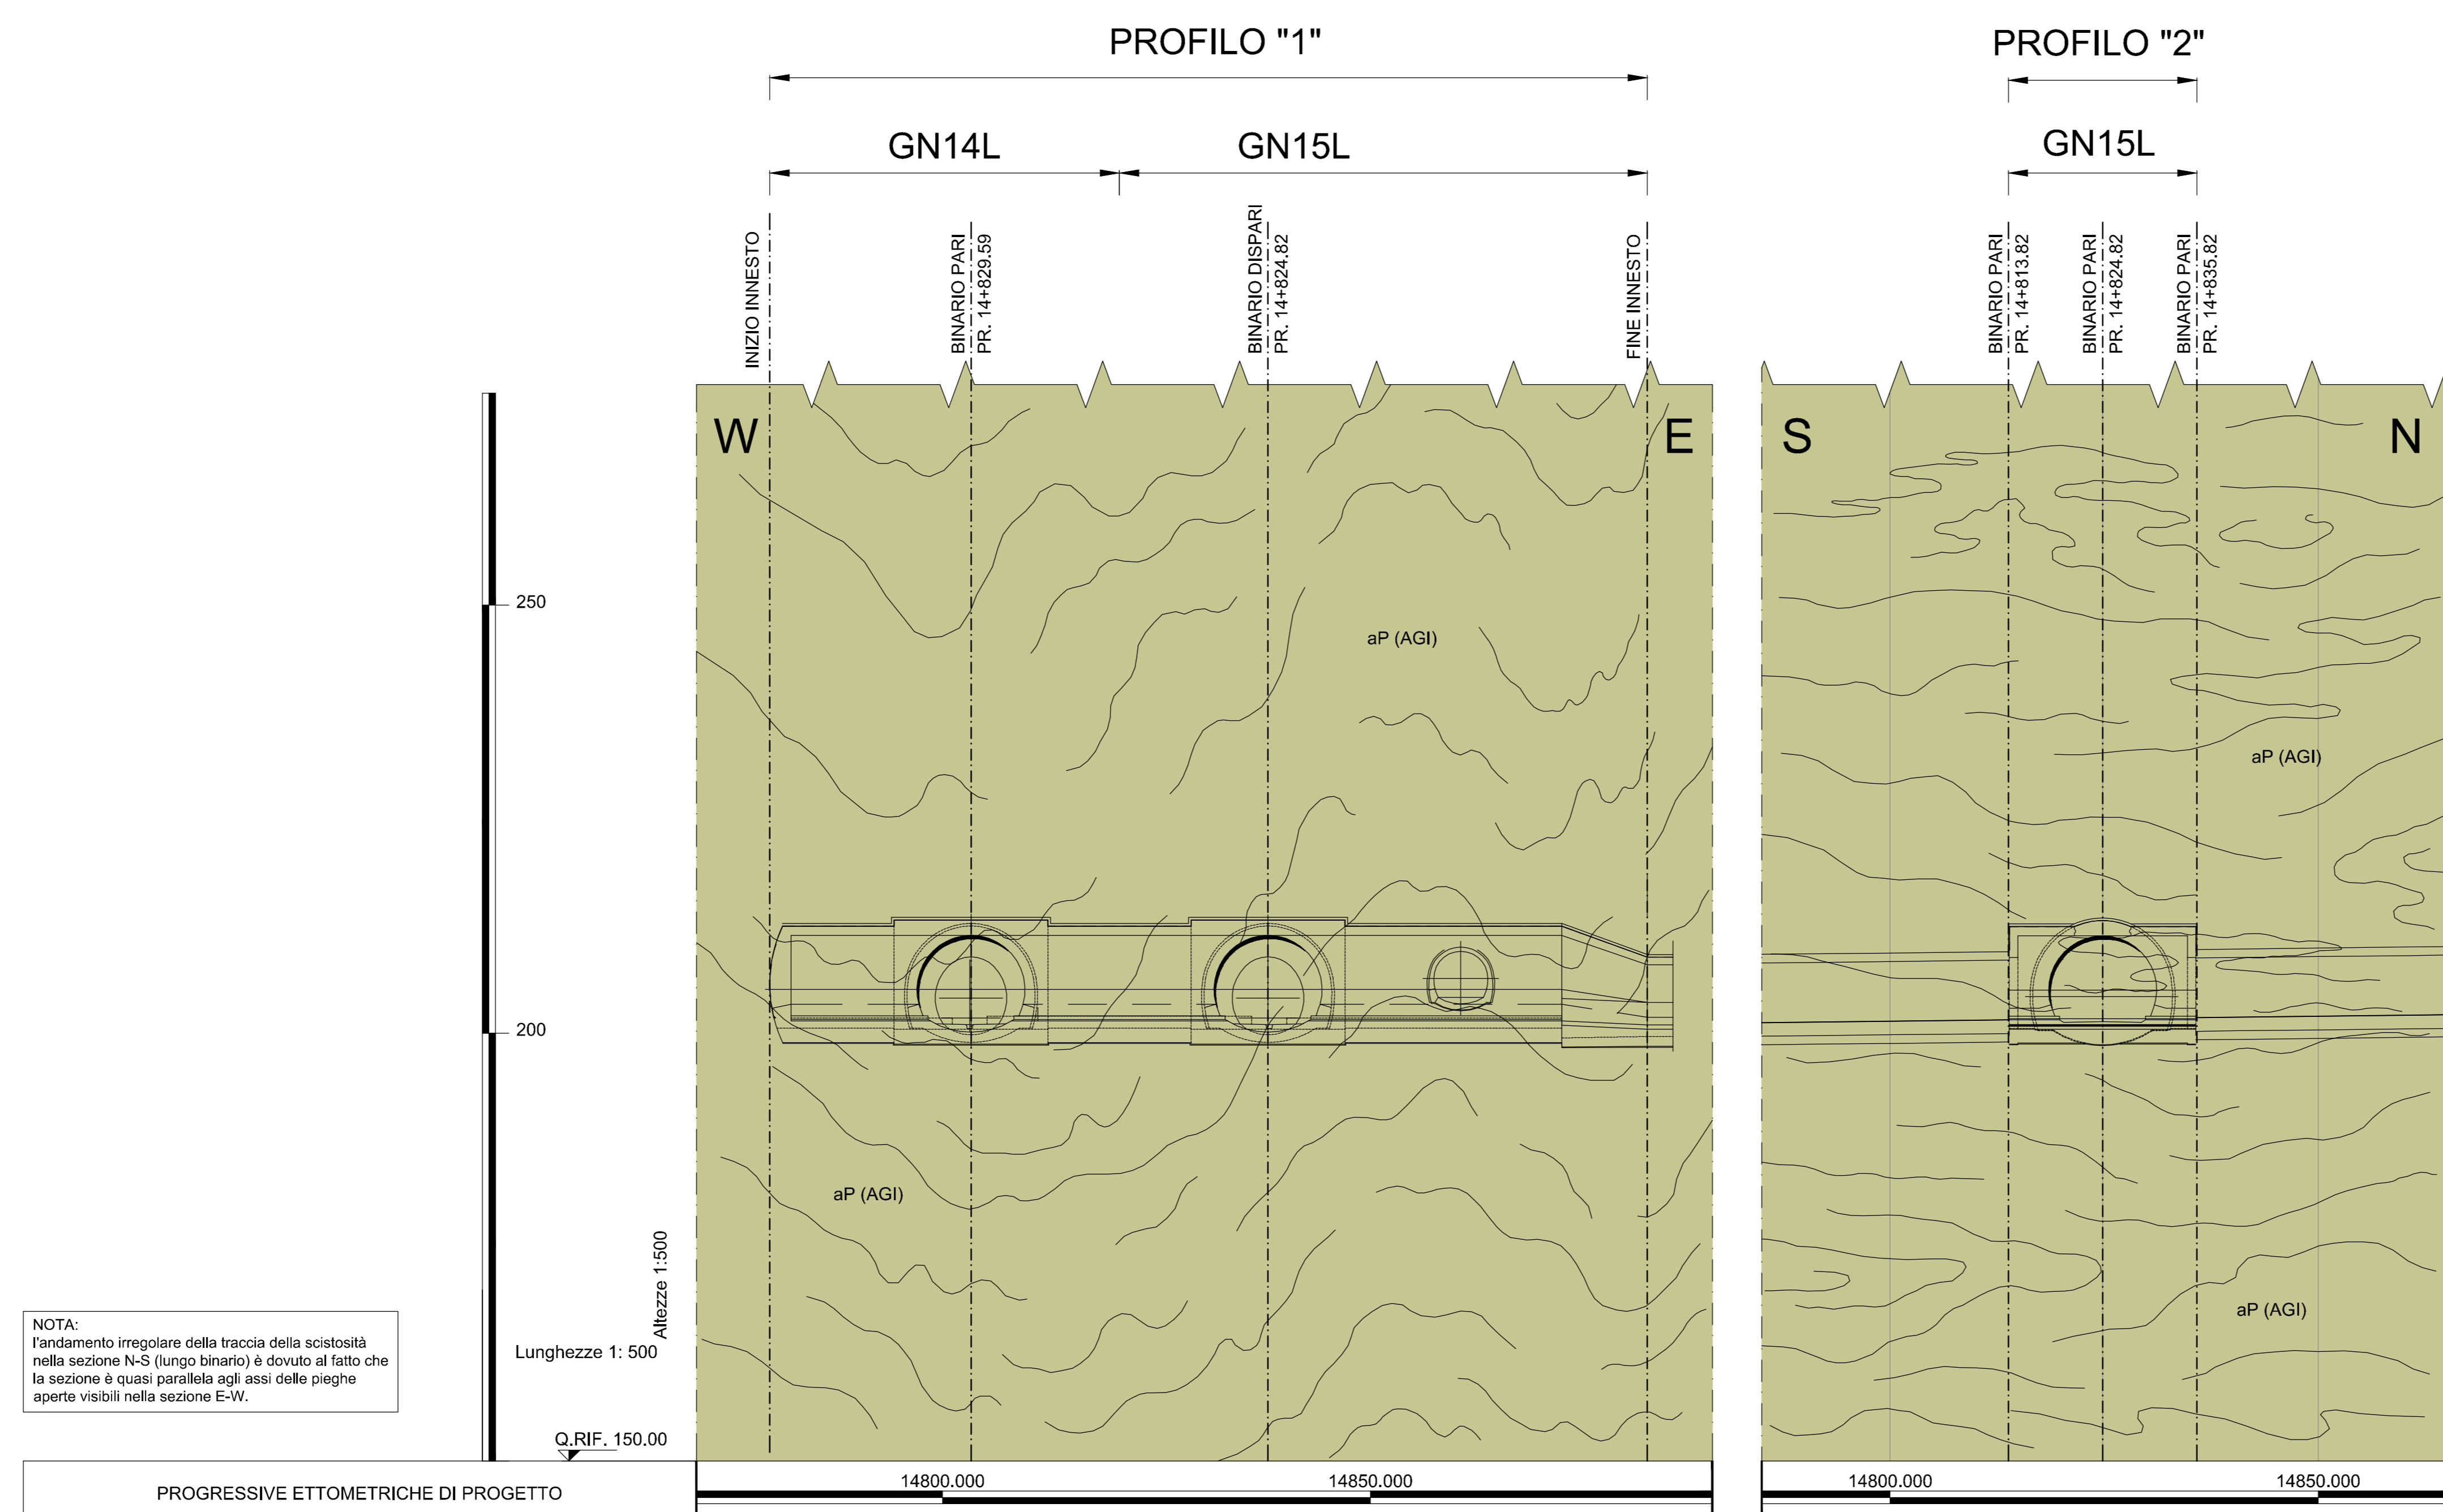 PROFILO "1"
PROFILO "2"
GN14L
GN15L
GN15L
INIZIO INNESTO
BINARIO PARI
PR. 14+829.59
BINARIO DISPARI
PR. 14+824.82
FINE INNESTO
BINARIO PARI
PR. 14+813.82
BINARIO PARI
PR. 14+824.82
BINARIO PARI
PR. 14+835.82
W
E
S
N
250
aP (AGI)
aP (AGI)
200
aP (AGI)
aP (AGI)
Altezze 1:500
Lunghezze 1: 500
NOTA:
l'andamento irregolare della traccia della scistosità
nella sezione N-S (lungo binario) è dovuto al fatto che
la sezione è quasi parallela agli assi delle pieghe
aperte visibili nella sezione E-W.
Q.RIF. 150.00
PROGRESSIVE ETTOMETRICHE DI PROGETTO
14800.000
14850.000
14800.000
14850.000